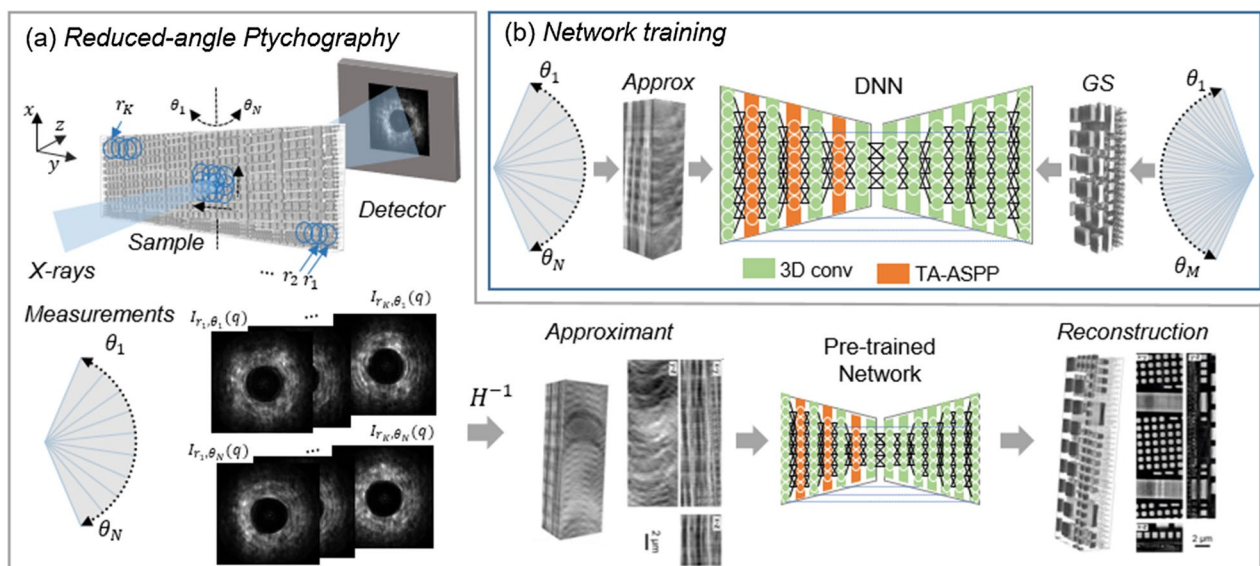 (a) Reduced-angle Ptychography
x
z
y
r_K
θ_1
θ_N
Detector
Sample
X-rays
... r_2 r_1
Measurements
θ_1
θ_N
I_{r_1,θ_1}(q)
...
I_{r_K,θ_1}(q)
I_{r_1,θ_N}(q)
...
I_{r_K,θ_N}(q)
(b) Network training
θ_1
θ_N
Approx
DNN
GS
θ_1
θ_M
3D conv
TA-ASPP
H^{-1}
Approximant
2 μm
Pre-trained
Network
Reconstruction
2 μm